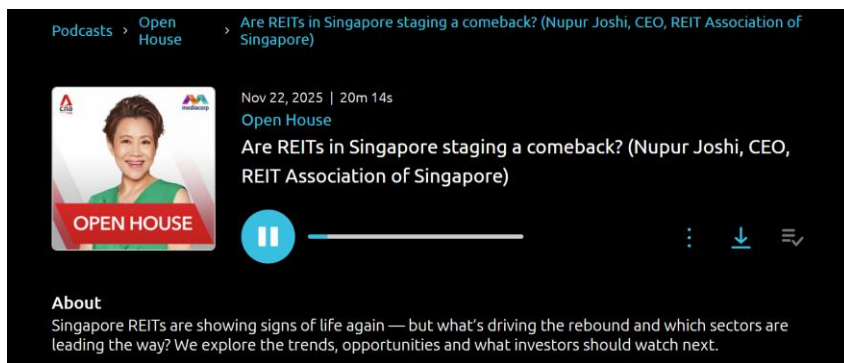 Podcasts › Open House › Are REITs in Singapore staging a comeback? (Nupur Joshi, CEO, REIT Association of Singapore)
cna
mediacorp
OPEN HOUSE
Nov 22, 2025 | 20m 14s
Open House
Are REITs in Singapore staging a comeback? (Nupur Joshi, CEO,
REIT Association of Singapore)
About
Singapore REITs are showing signs of life again — but what's driving the rebound and which sectors are
leading the way? We explore the trends, opportunities and what investors should watch next.